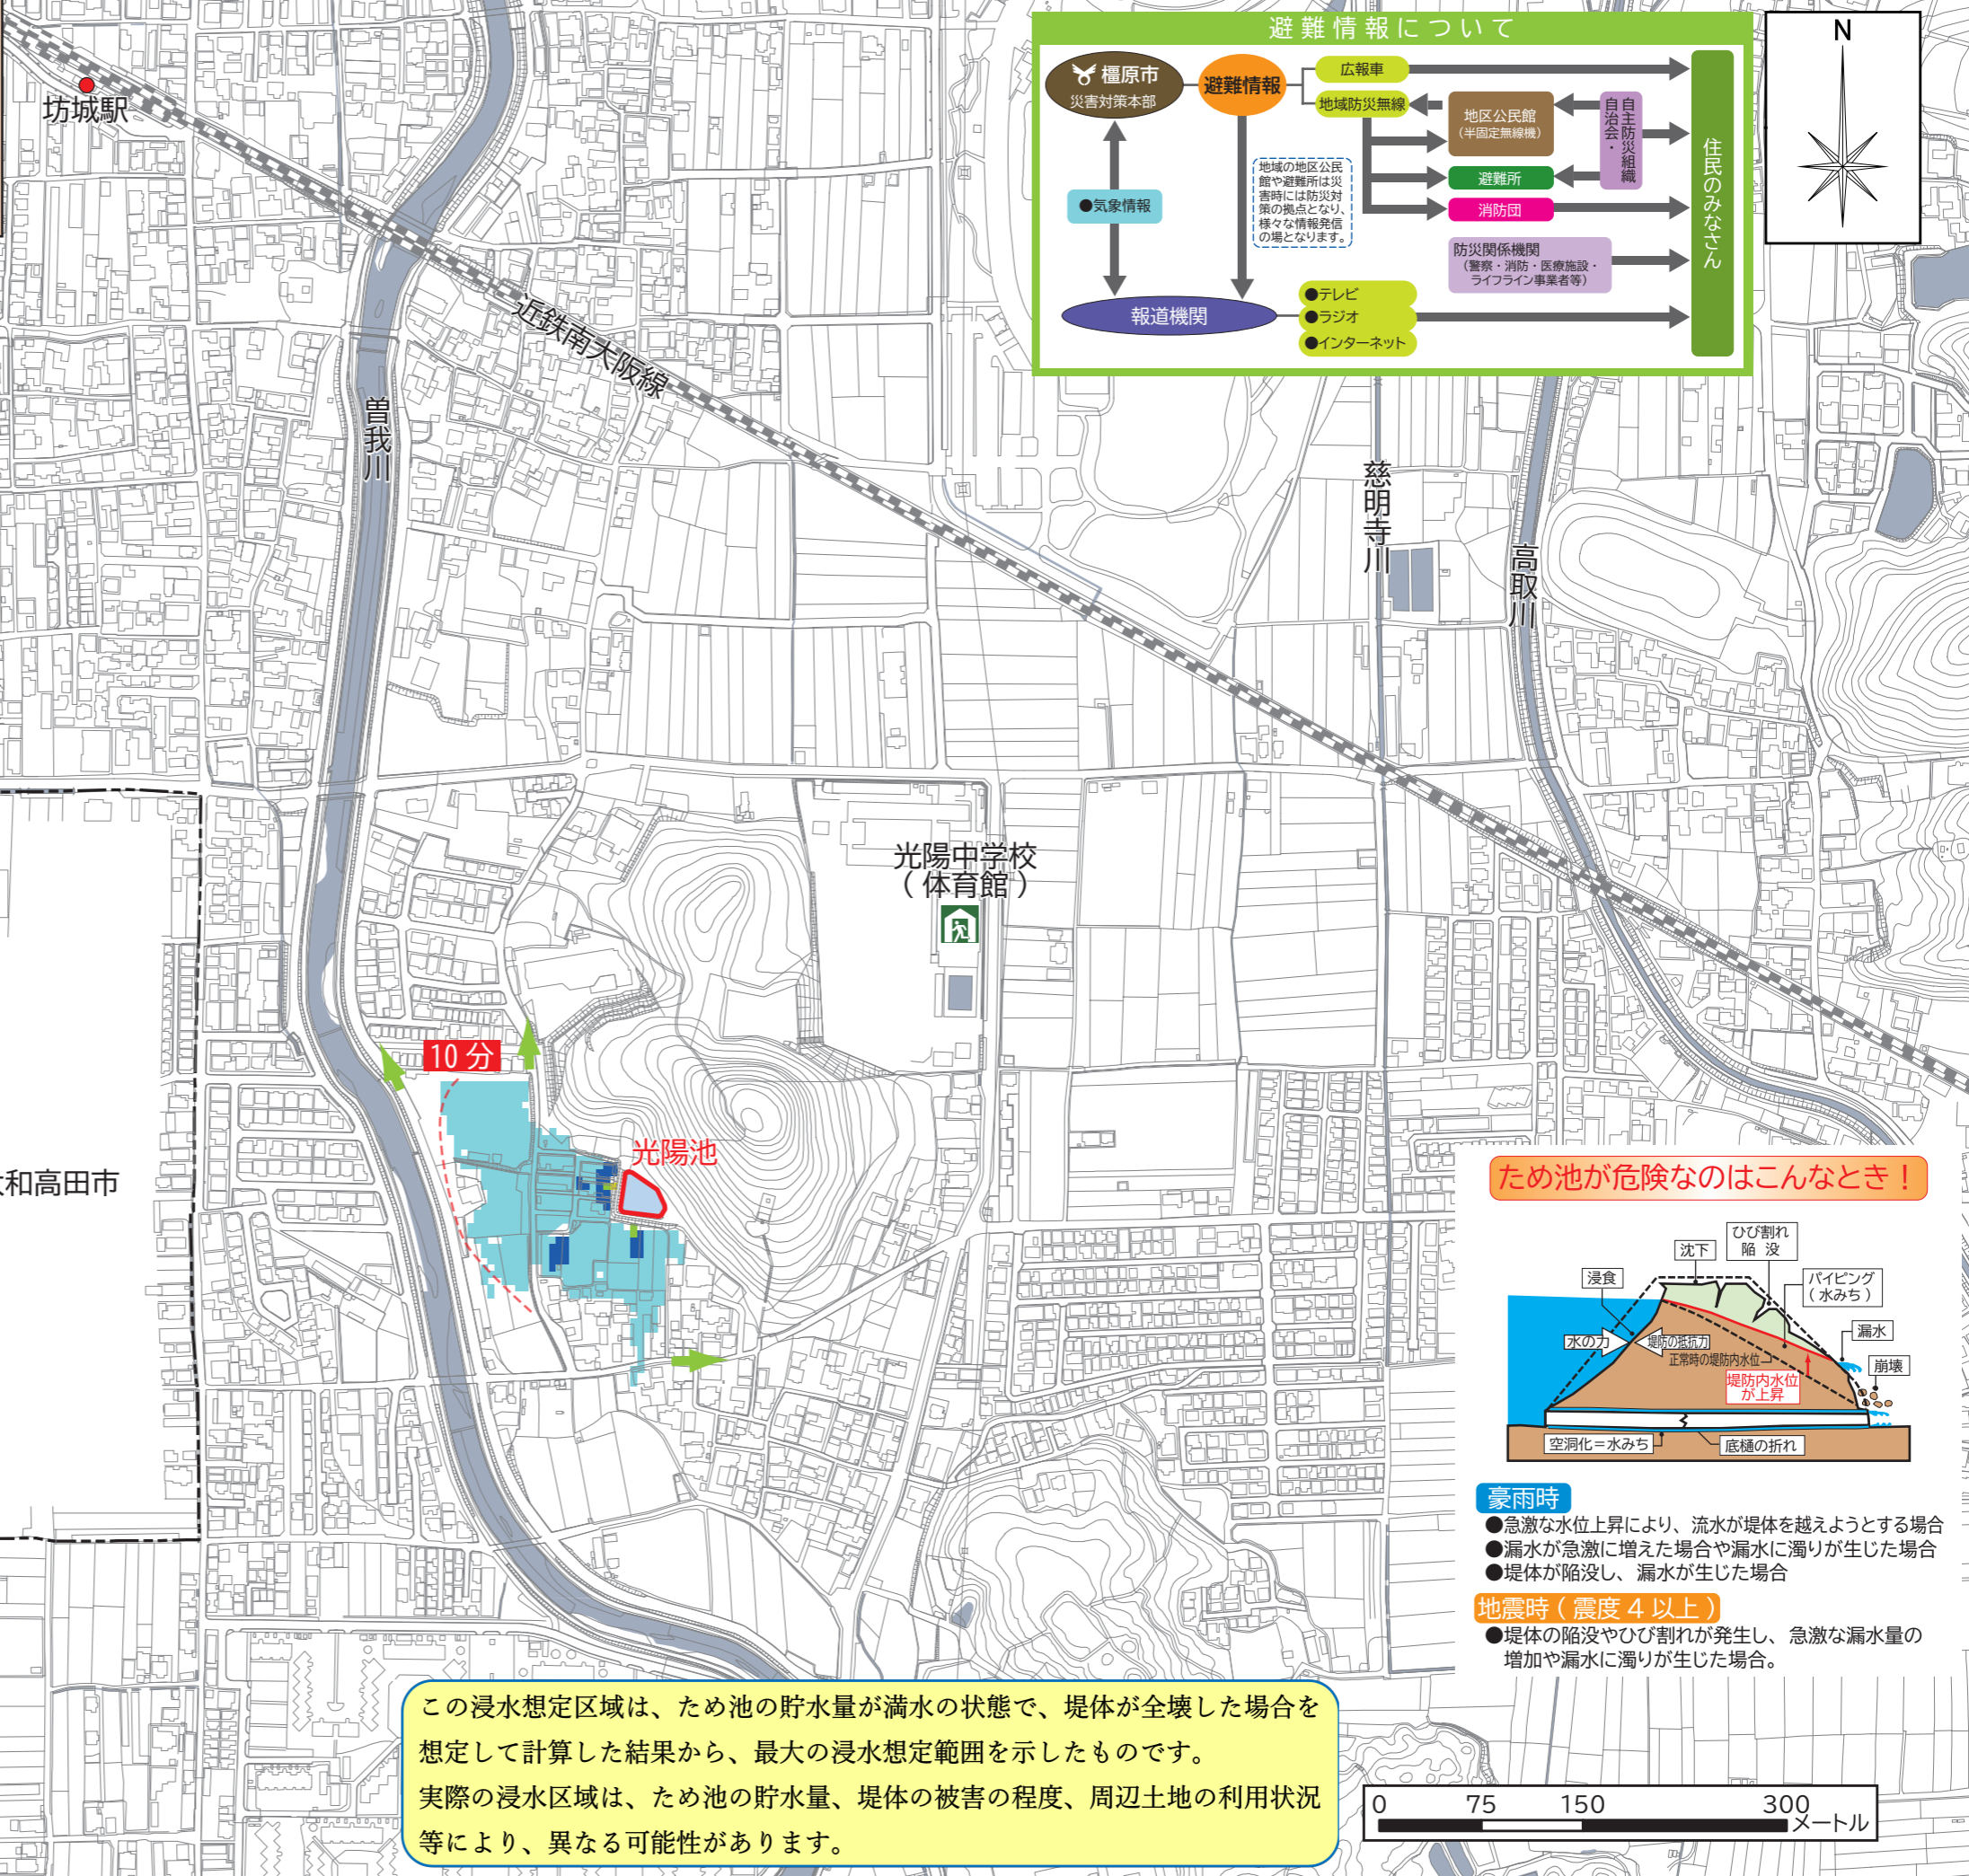 避難情報について
橿原市
災害対策本部
避難情報
広報車
地域防災無線
地区公民館
(半固定無線機)
自治会・
自主防災組織
避難所
消防団
●気象情報
地域の地区公民
館や避難所は災
害時には防災対
策の拠点となり、
様々な情報発信
の場となります。
防災関係機関
(警察・消防・医療施設・
ライフライン事業者等)
報道機関
●テレビ
●ラジオ
●インターネット
住民のみなさん
N
坊城駅
近鉄南大阪線
曽我川
慈明寺川
高取川
光陽中学校
(体育館)
10分
光陽池
和高田市
ため池が危険なのはこんなとき!
ひび割れ
陥 没
沈下
浸食
パイピング
(水みち)
漏水
水の力
堤防の抵抗力
正常時の堤防内水位
崩壊
堤防内水位
が上昇
空洞化=水みち
底樋の折れ
豪雨時
●急激な水位上昇により、流水が堤体を越えようとする場合
●漏水が急激に増えた場合や漏水に濁りが生じた場合
●堤体が陥没し、漏水が生じた場合
地震時(震度4以上)
●堤体の陥没やひび割れが発生し、急激な漏水量の
増加や漏水に濁りが生じた場合。
この浸水想定区域は、ため池の貯水量が満水の状態で、堤体が全壊した場合を
想定して計算した結果から、最大の浸水想定範囲を示したものです。
実際の浸水区域は、ため池の貯水量、堤体の被害の程度、周辺土地の利用状況
等により、異なる可能性があります。
0 75 150 300
メートル